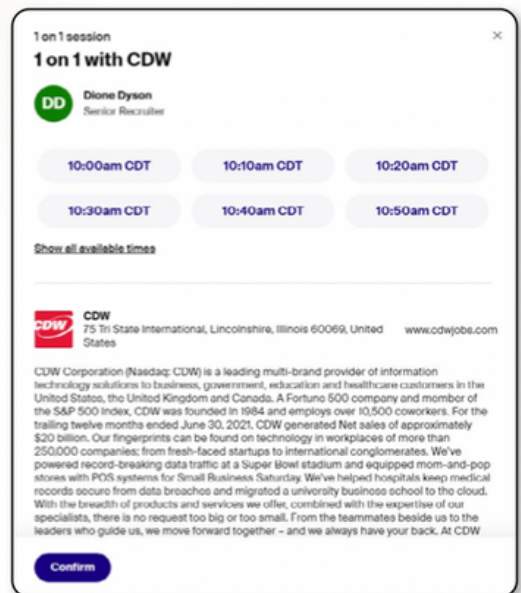 1 on 1 session
1 on 1 with CDW
DD
Dione Dyson
Senior Recruiter
10:00am CDT 10:10am CDT 10:20am CDT
10:30am CDT 10:40am CDT 10:50am CDT
Show all available times
CDW
CDW
75 Tri State International, Lincolnshire, Illinois 60069, United www.cdwjobs.com
States
CDW Corporation (Nasdaq: CDW) is a leading multi-brand provider of information
technology solutions to business, government, education and healthcare customers in the
United States, the United Kingdom and Canada. A Fortune 500 company and member of
the S&P 500 Index, CDW was founded in 1984 and employs over 10,500 coworkers. For the
trailing twelve months ended June 30, 2021, CDW generated Net sales of approximately
$20 billion. Our fingerprints can be found on technology in workplaces of more than
250,000 companies; from fresh-faced startups to international conglomerates. We've
powered record-breaking data traffic at a Super Bowl stadium and equipped mom-and-pop
stores with POS systems for Small Business Saturday. We've helped hospitals keep medical
records secure from data breaches and migrated a university business school to the cloud.
With the breadth of products and services we offer, combined with the expertise of our
specialists, there is no request too big or too small. From the teammates beside us to the
leaders who guide us, we move forward together – and we always have your back. At CDW
Confirm